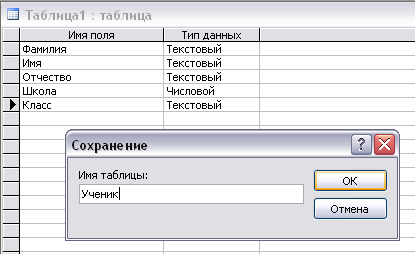 Таблица1 : таблица
Имя поля Тип данных
Фамилия Текстовый
Имя Текстовый
Отчество Текстовый
Школа Числовой
Класс Текстовый
Сохранение
Имя таблицы:
Ученик
ОК
Отмена